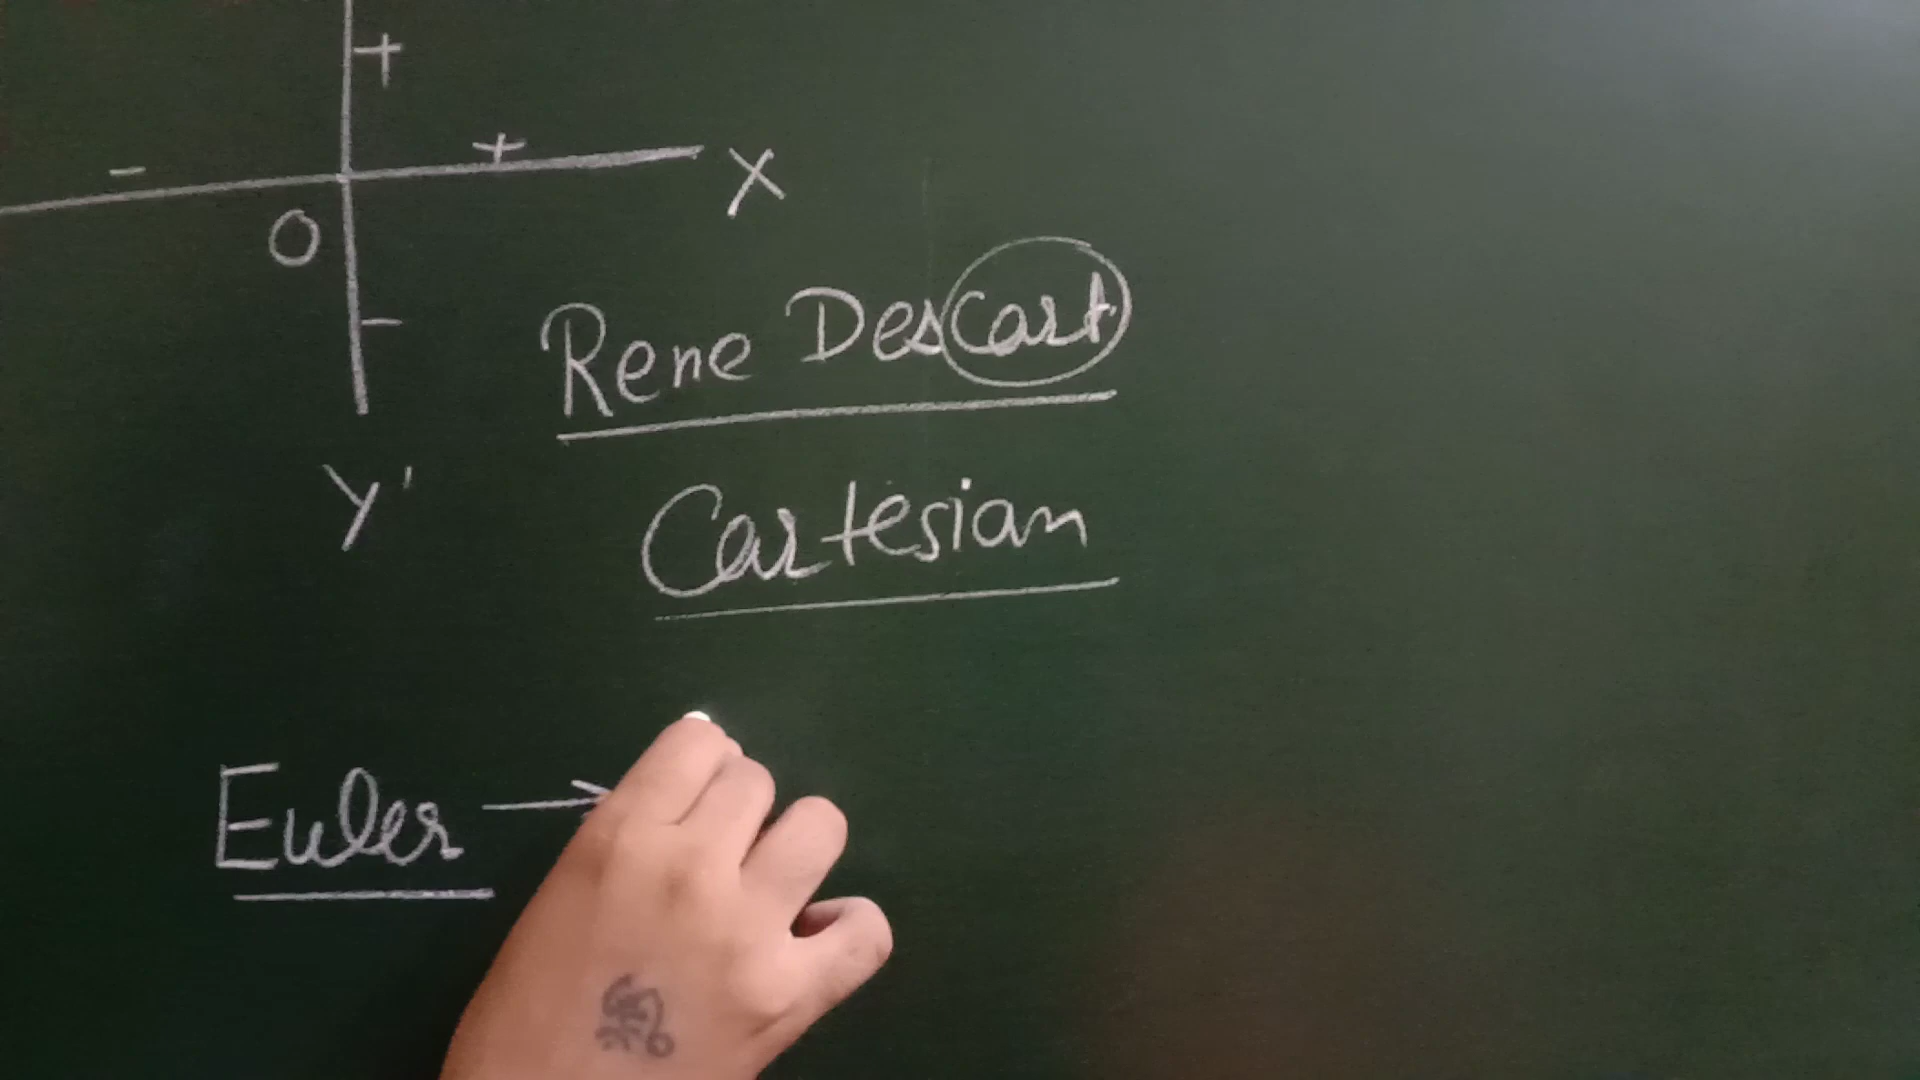 +
- + X
O
-
Rene Descart
Y'
Cartesian
Euler →